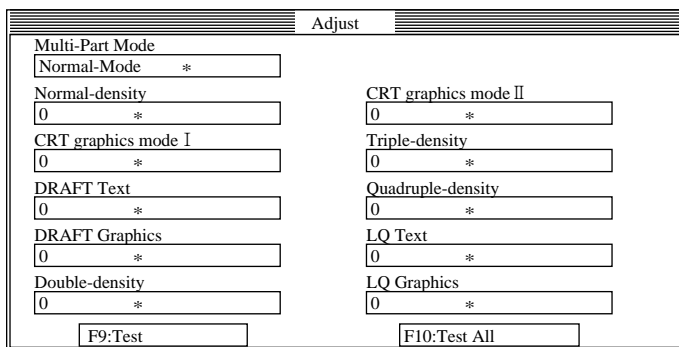 Adjust
Multi-Part Mode
Normal-Mode *
Normal-density
0 *
CRT graphics mode Ⅱ
0 *
CRT graphics mode Ⅰ
0 *
Triple-density
0 *
DRAFT Text
0 *
Quadruple-density
0 *
DRAFT Graphics
0 *
LQ Text
0 *
Double-density
0 *
LQ Graphics
0 *
F9:Test
F10:Test All